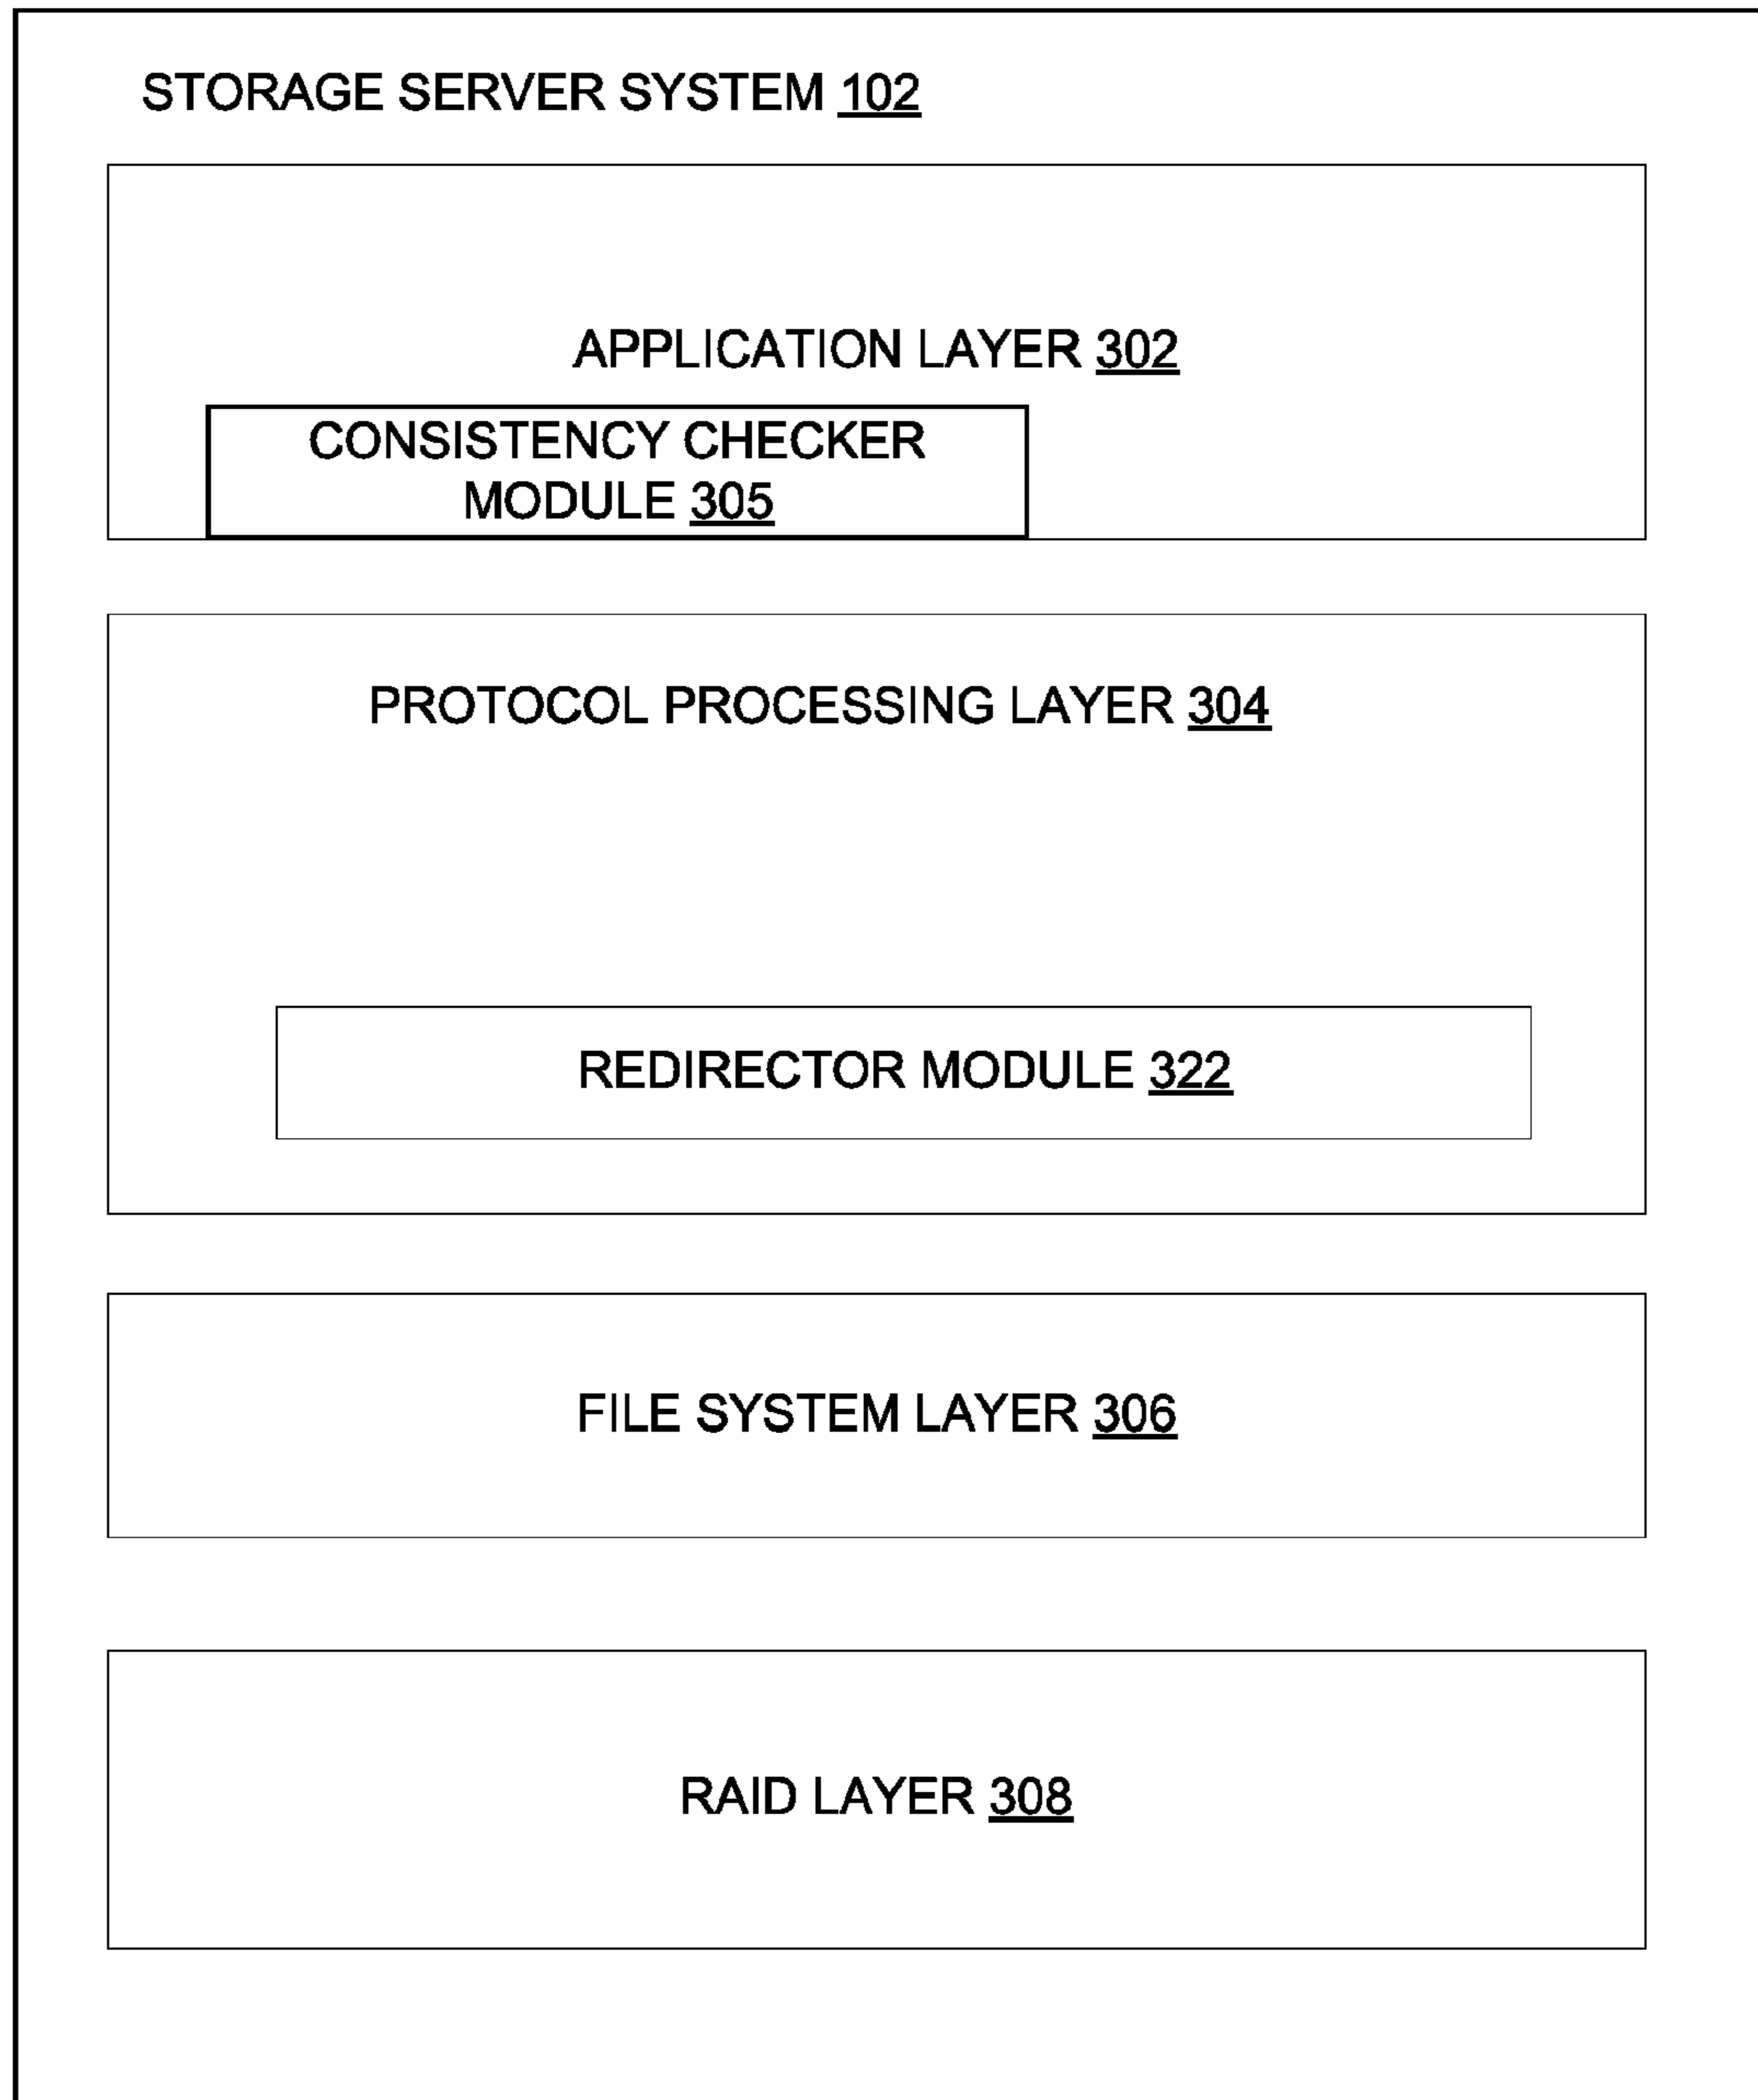 STORAGE SERVER SYSTEM 102
APPLICATION LAYER 302
CONSISTENCY CHECKER
MODULE 305
PROTOCOL PROCESSING LAYER 304
REDIRECTOR MODULE 322
FILE SYSTEM LAYER 306
RAID LAYER 308